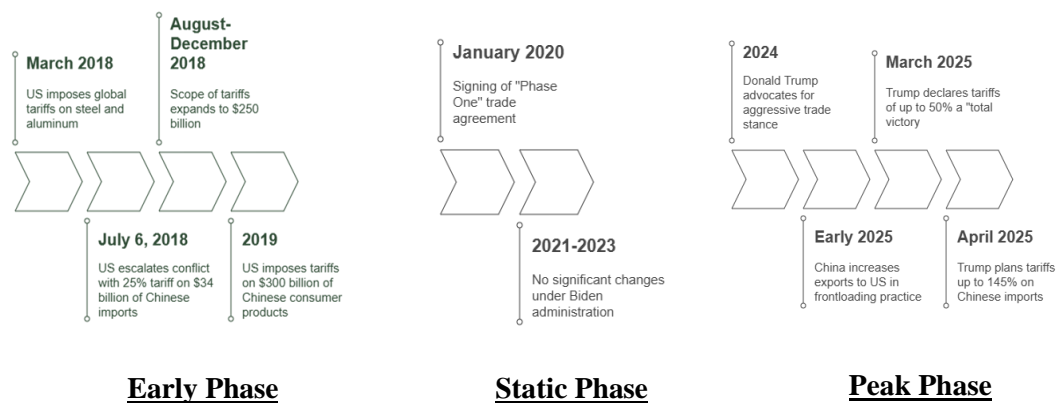 March 2018
US imposes global
tariffs on steel and
aluminum
July 6, 2018
US escalates conflict
with 25% tariff on $34
billion of Chinese
imports
August-
December
2018
Scope of tariffs
expands to $250
billion
2019
US imposes tariffs
on $300 billion of
Chinese consumer
products
Early Phase
January 2020
Signing of "Phase
One" trade
agreement
2021-2023
No significant changes
under Biden
administration
Static Phase
2024
Donald Trump
advocates for
aggressive trade
stance
Early 2025
China increases
exports to US in
frontloading practice
March 2025
Trump declares tariffs
of up to 50% a "total
victory
April 2025
Trump plans tariffs
up to 145% on
Chinese imports
Peak Phase